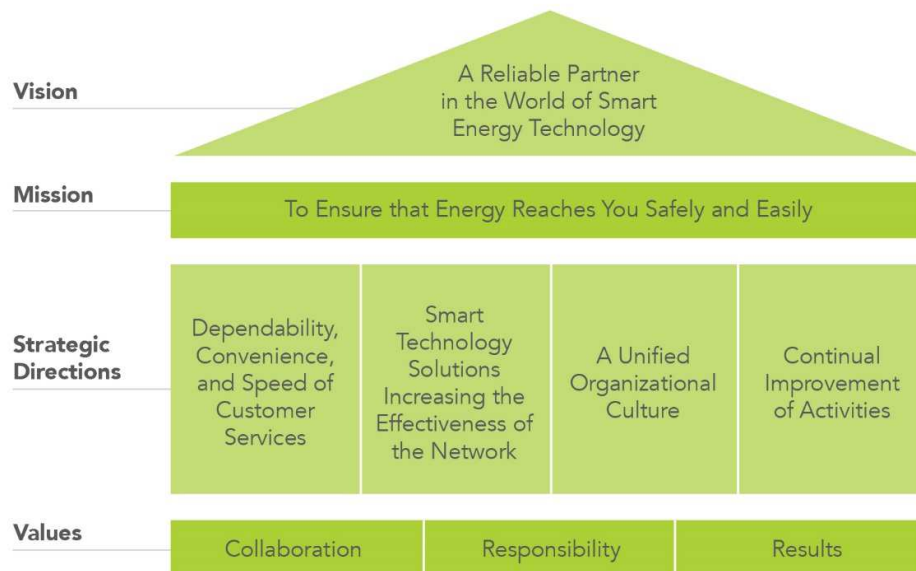 Vision
A Reliable Partner
in the World of Smart
Energy Technology
Mission
To Ensure that Energy Reaches You Safely and Easily
Strategic
Directions
Dependability,
Convenience,
and Speed of
Customer
Services
Smart
Technology
Solutions
Increasing the
Effectiveness of
the Network
A Unified
Organizational
Culture
Continual
Improvement
of Activities
Values
Collaboration
Responsibility
Results